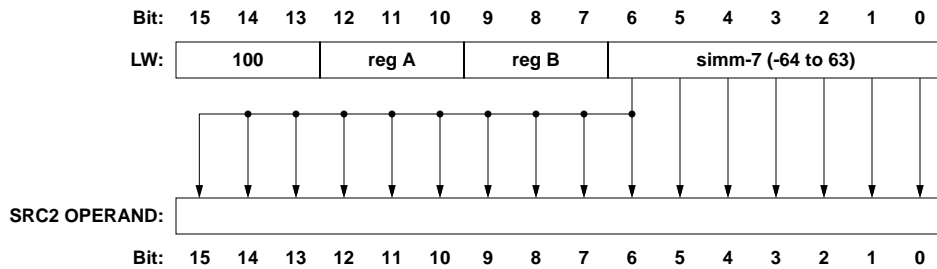 Bit: 15 14 13 12 11 10 9 8 7 6 5 4 3 2 1 0
LW: 100 reg A reg B simm-7 (-64 to 63)
SRC2 OPERAND:
Bit: 15 14 13 12 11 10 9 8 7 6 5 4 3 2 1 0